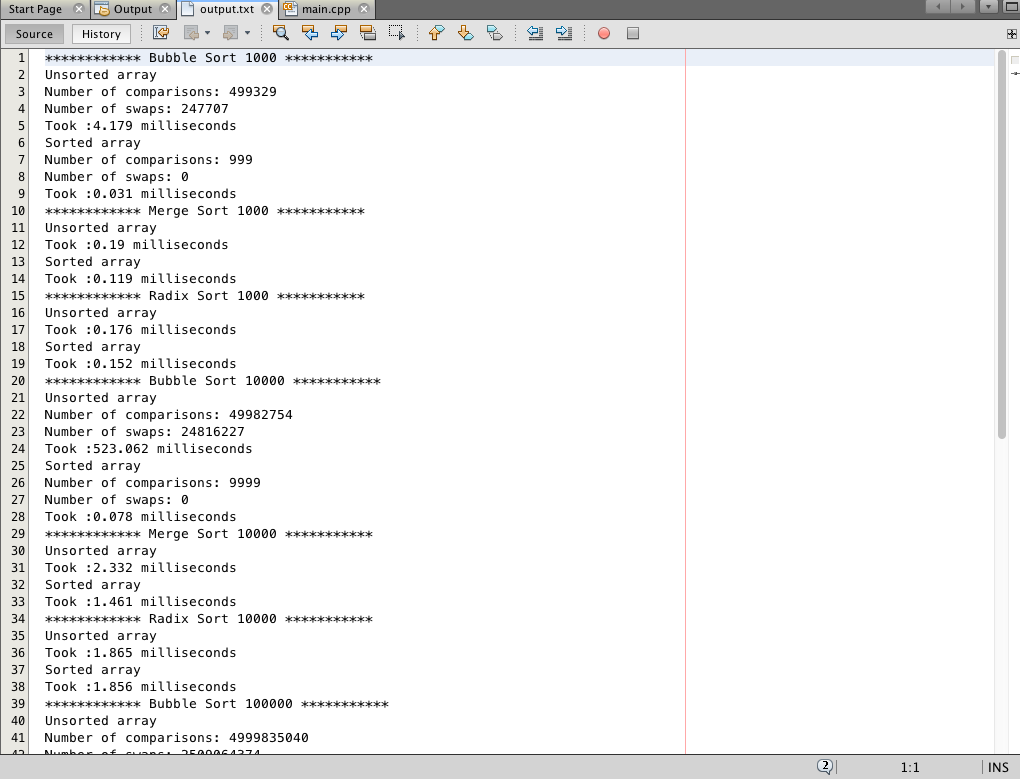 Start Page Output output.txt main.cpp
Source History
1 ************ Bubble Sort 1000 ***********
2 Unsorted array
3 Number of comparisons: 499329
4 Number of swaps: 247707
5 Took :4.179 milliseconds
6 Sorted array
7 Number of comparisons: 999
8 Number of swaps: 0
9 Took :0.031 milliseconds
10 ************ Merge Sort 1000 ***********
11 Unsorted array
12 Took :0.19 milliseconds
13 Sorted array
14 Took :0.119 milliseconds
15 ************ Radix Sort 1000 ***********
16 Unsorted array
17 Took :0.176 milliseconds
18 Sorted array
19 Took :0.152 milliseconds
20 ************ Bubble Sort 10000 ***********
21 Unsorted array
22 Number of comparisons: 49982754
23 Number of swaps: 24816227
24 Took :523.062 milliseconds
25 Sorted array
26 Number of comparisons: 9999
27 Number of swaps: 0
28 Took :0.078 milliseconds
29 ************ Merge Sort 10000 ***********
30 Unsorted array
31 Took :2.332 milliseconds
32 Sorted array
33 Took :1.461 milliseconds
34 ************ Radix Sort 10000 ***********
35 Unsorted array
36 Took :1.865 milliseconds
37 Sorted array
38 Took :1.856 milliseconds
39 ************ Bubble Sort 100000 ***********
40 Unsorted array
41 Number of comparisons: 4999835040
42 Number of swaps:
2 1:1 INS